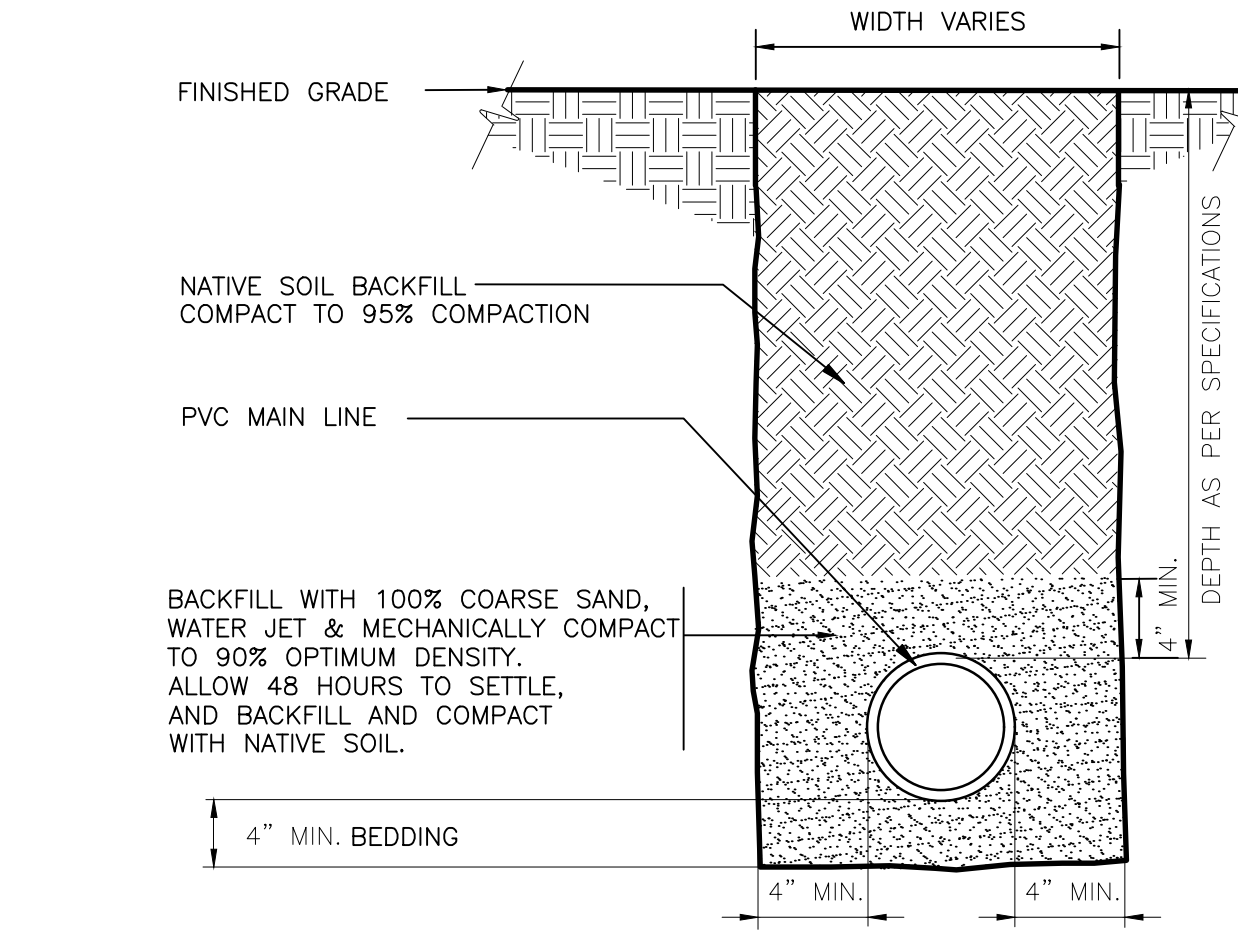 WIDTH VARIES
FINISHED GRADE
NATIVE SOIL BACKFILL
COMPACT TO 95% COMPACTION
PVC MAIN LINE
DEPTH AS PER SPECIFICATIONS
4” MIN.
BACKFILL WITH 100% COARSE SAND,
WATER JET & MECHANICALLY COMPACT
TO 90% OPTIMUM DENSITY.
ALLOW 48 HOURS TO SETTLE,
AND BACKFILL AND COMPACT
WITH NATIVE SOIL.
4” MIN. BEDDING
4” MIN.
4” MIN.